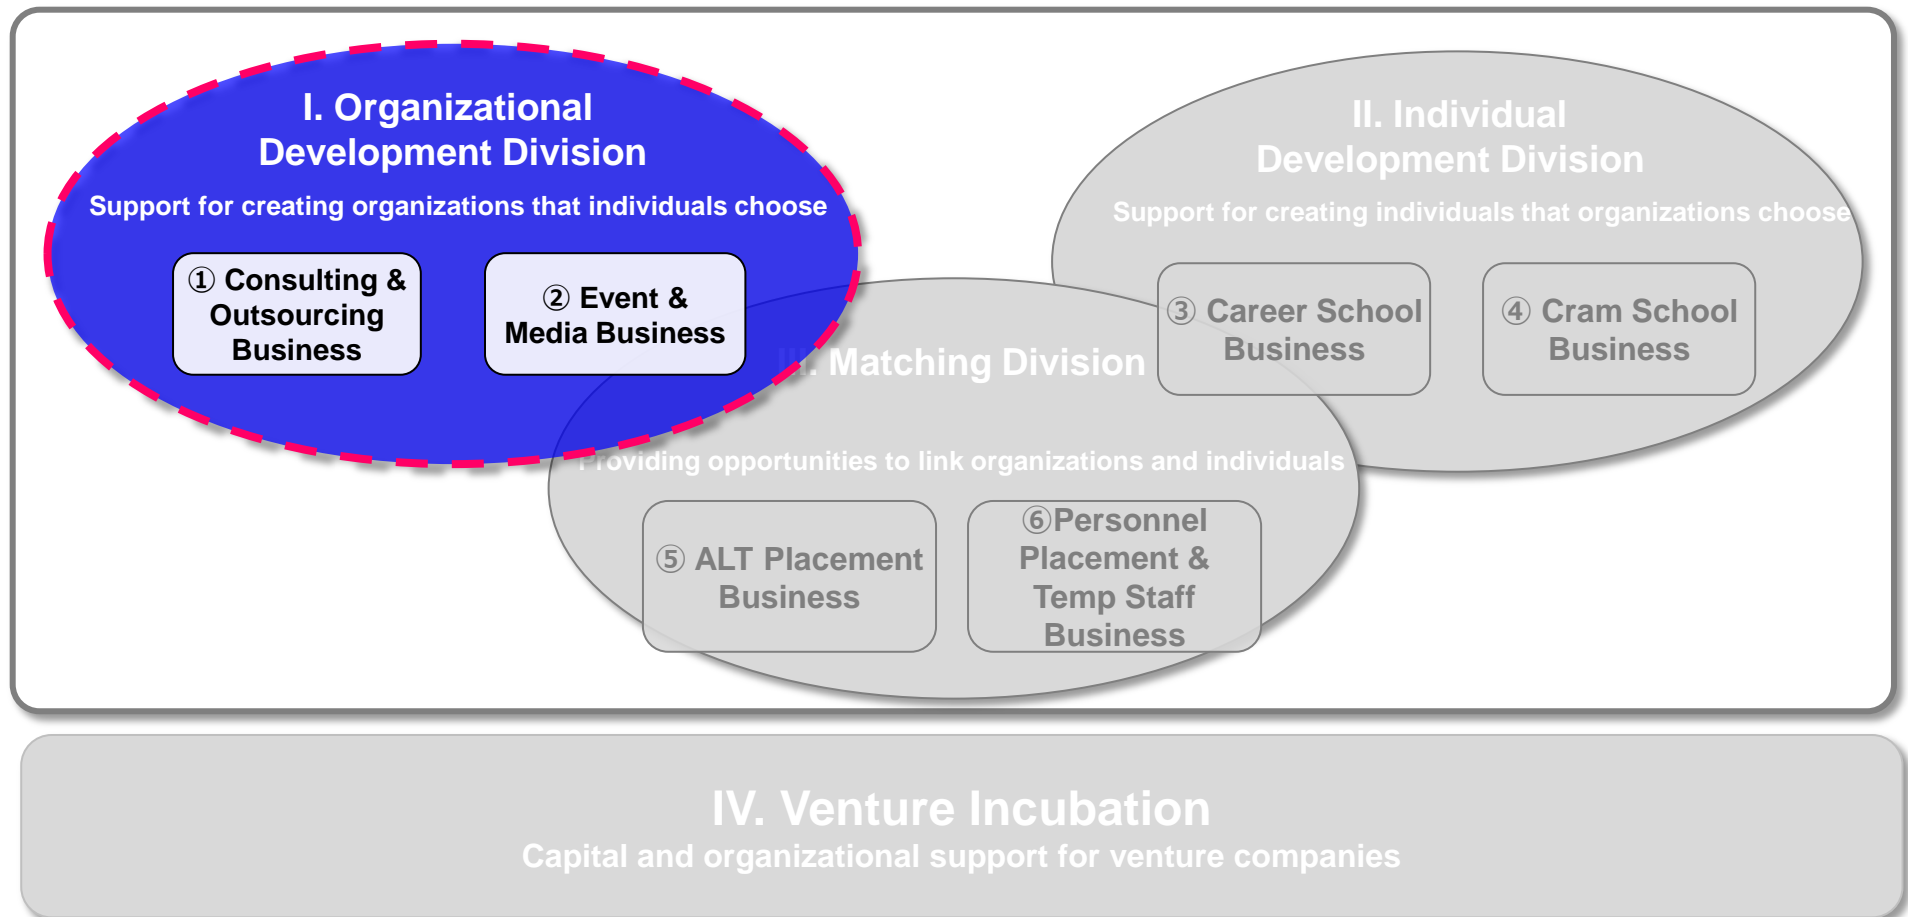 I. Organizational
Development Division
Support for creating organizations that individuals choose
① Consulting &
Outsourcing
Business
② Event &
Media Business
II. Individual
Development Division
Support for creating individuals that organizations choose
③ Career School
Business
④ Cram School
Business
III. Matching Division
Providing opportunities to link organizations and individuals
⑤ ALT Placement
Business
⑥Personnel
Placement &
Temp Staff
Business
IV. Venture Incubation
Capital and organizational support for venture companies